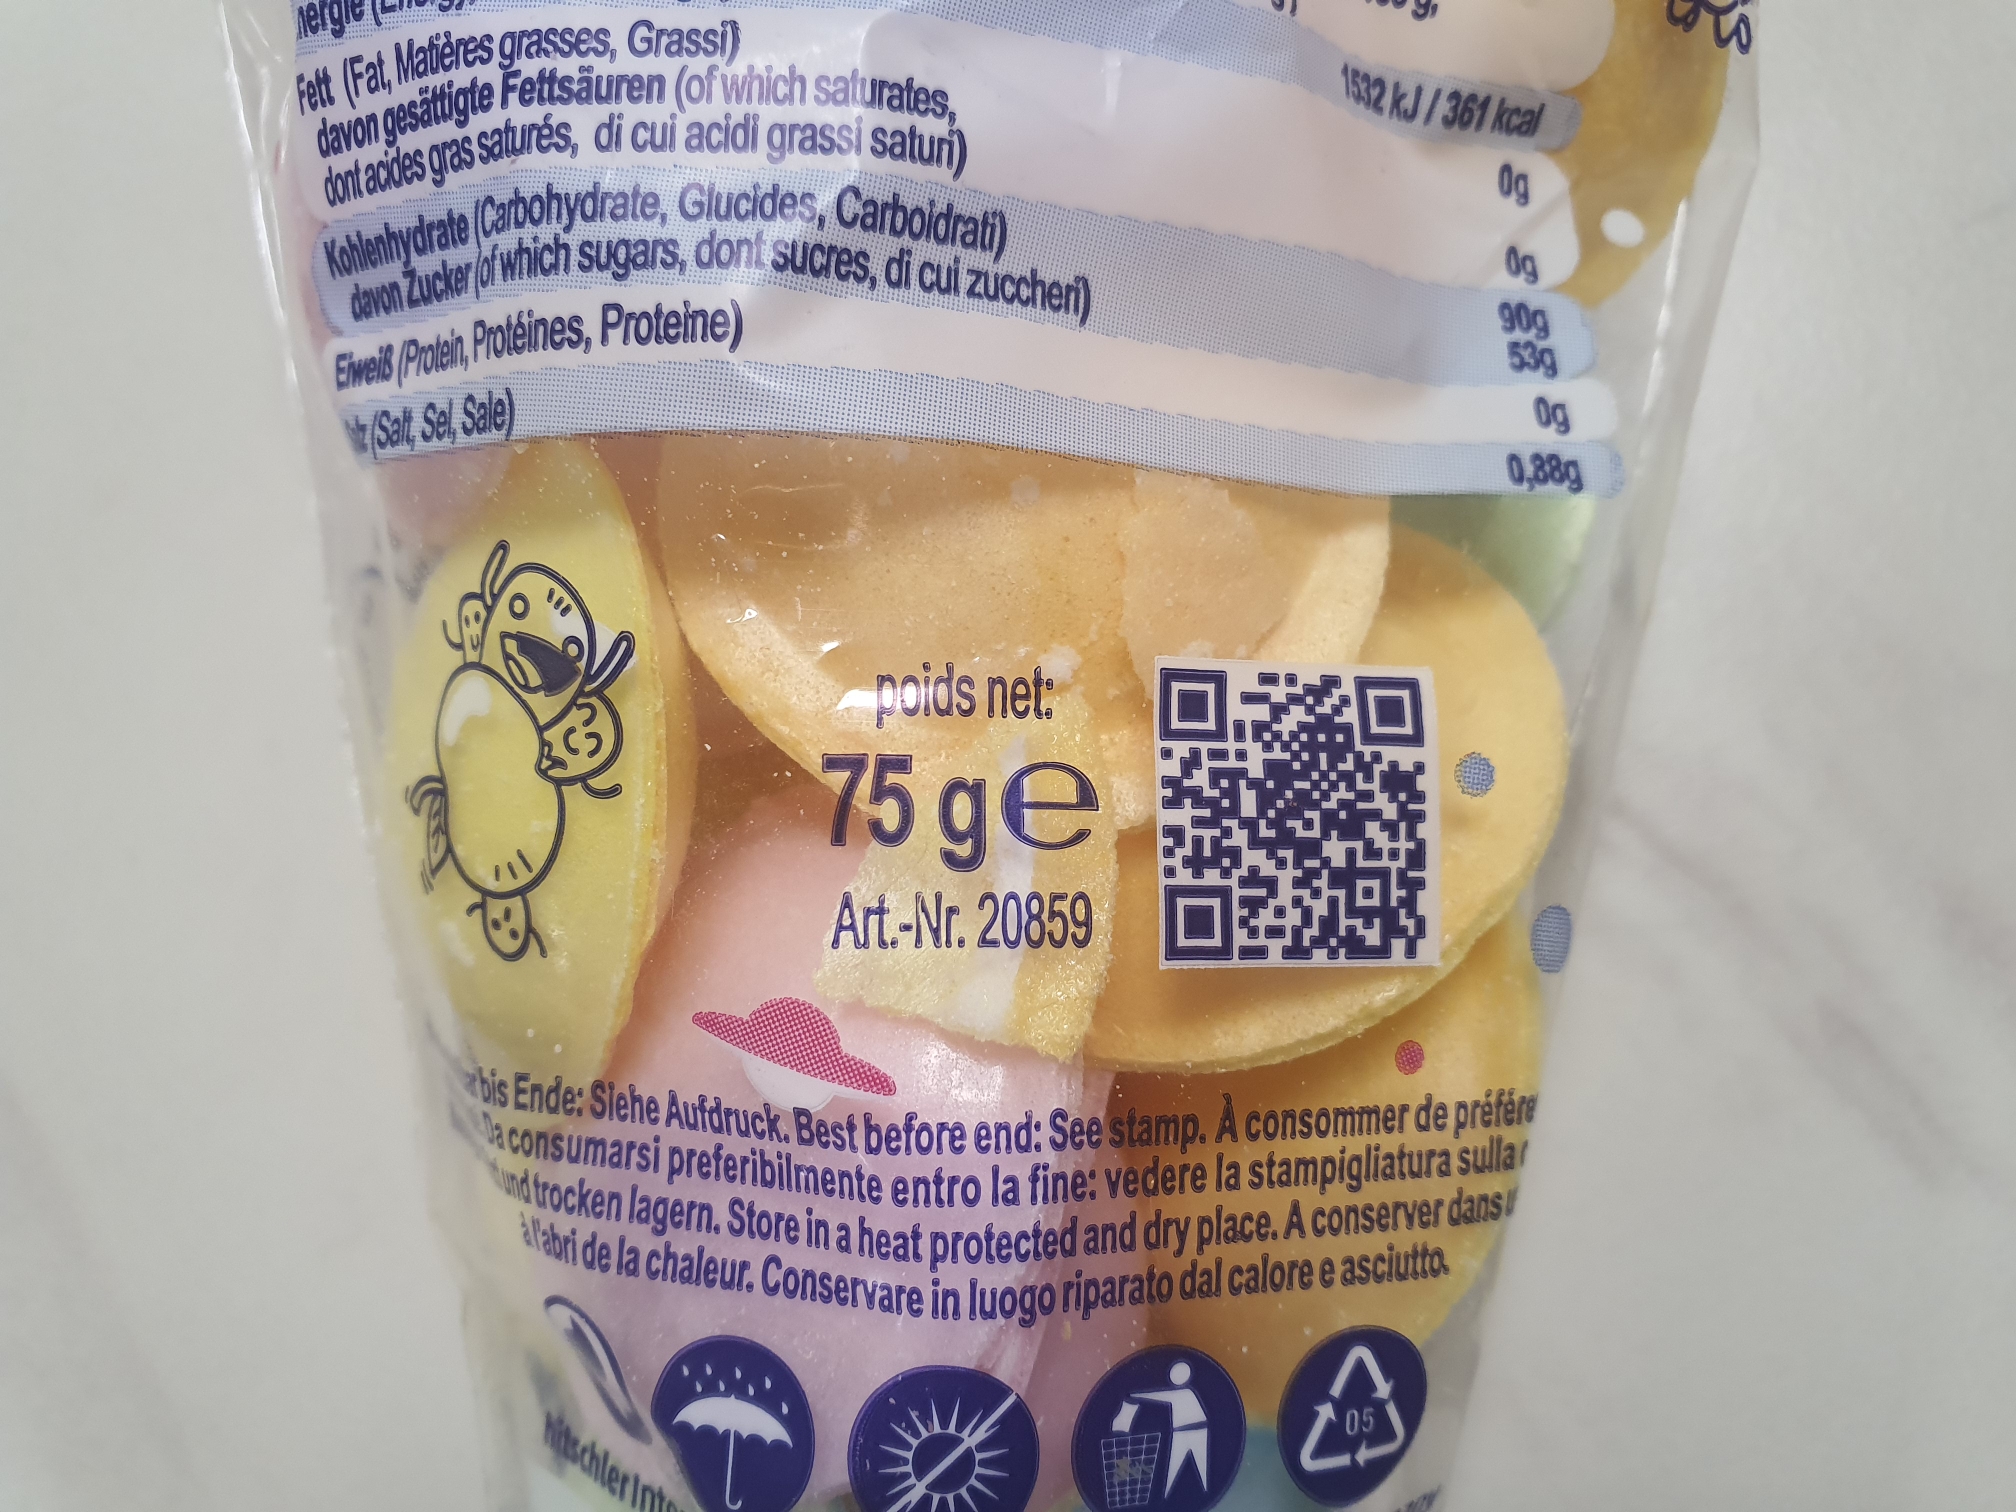 Fett (Fat, Matières grasses, Grassi)
davon gesättigte Fettsäuren (of which saturates,
dont acides gras saturés, di cui acidi grassi saturi)
Kohlenhydrate (Carbohydrate, Glucides, Carboidrati)
davon Zucker (of which sugars, dont sucres, di cui zuccheri)
Eiweiß (Protein, Protéines, Proteine)
(Salt, Sel, Sale)
1532 kJ / 361 kcal
0g
0g
90g
53g
0g
0,88g
poids net:
75 g e
Art.-Nr. 20859
bis Ende: Siehe Aufdruck. Best before end: See stamp. À consommer de préfére
Da consumarsi preferibilmente entro la fine: vedere la stampigliatura sulla
und trocken lagern. Store in a heat protected and dry place. A conserver dans
à l'abri de la chaleur. Conservare in luogo riparato dal calore e asciutto.
05
hitschler